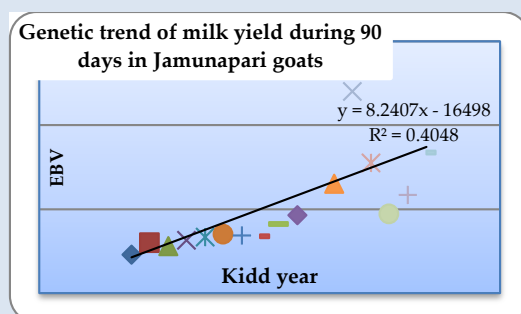 Genetic trend of milk yield during 90
days in Jamunapari goats
y = 8.2407x - 16498
R² = 0.4048
EBV
Kidd year